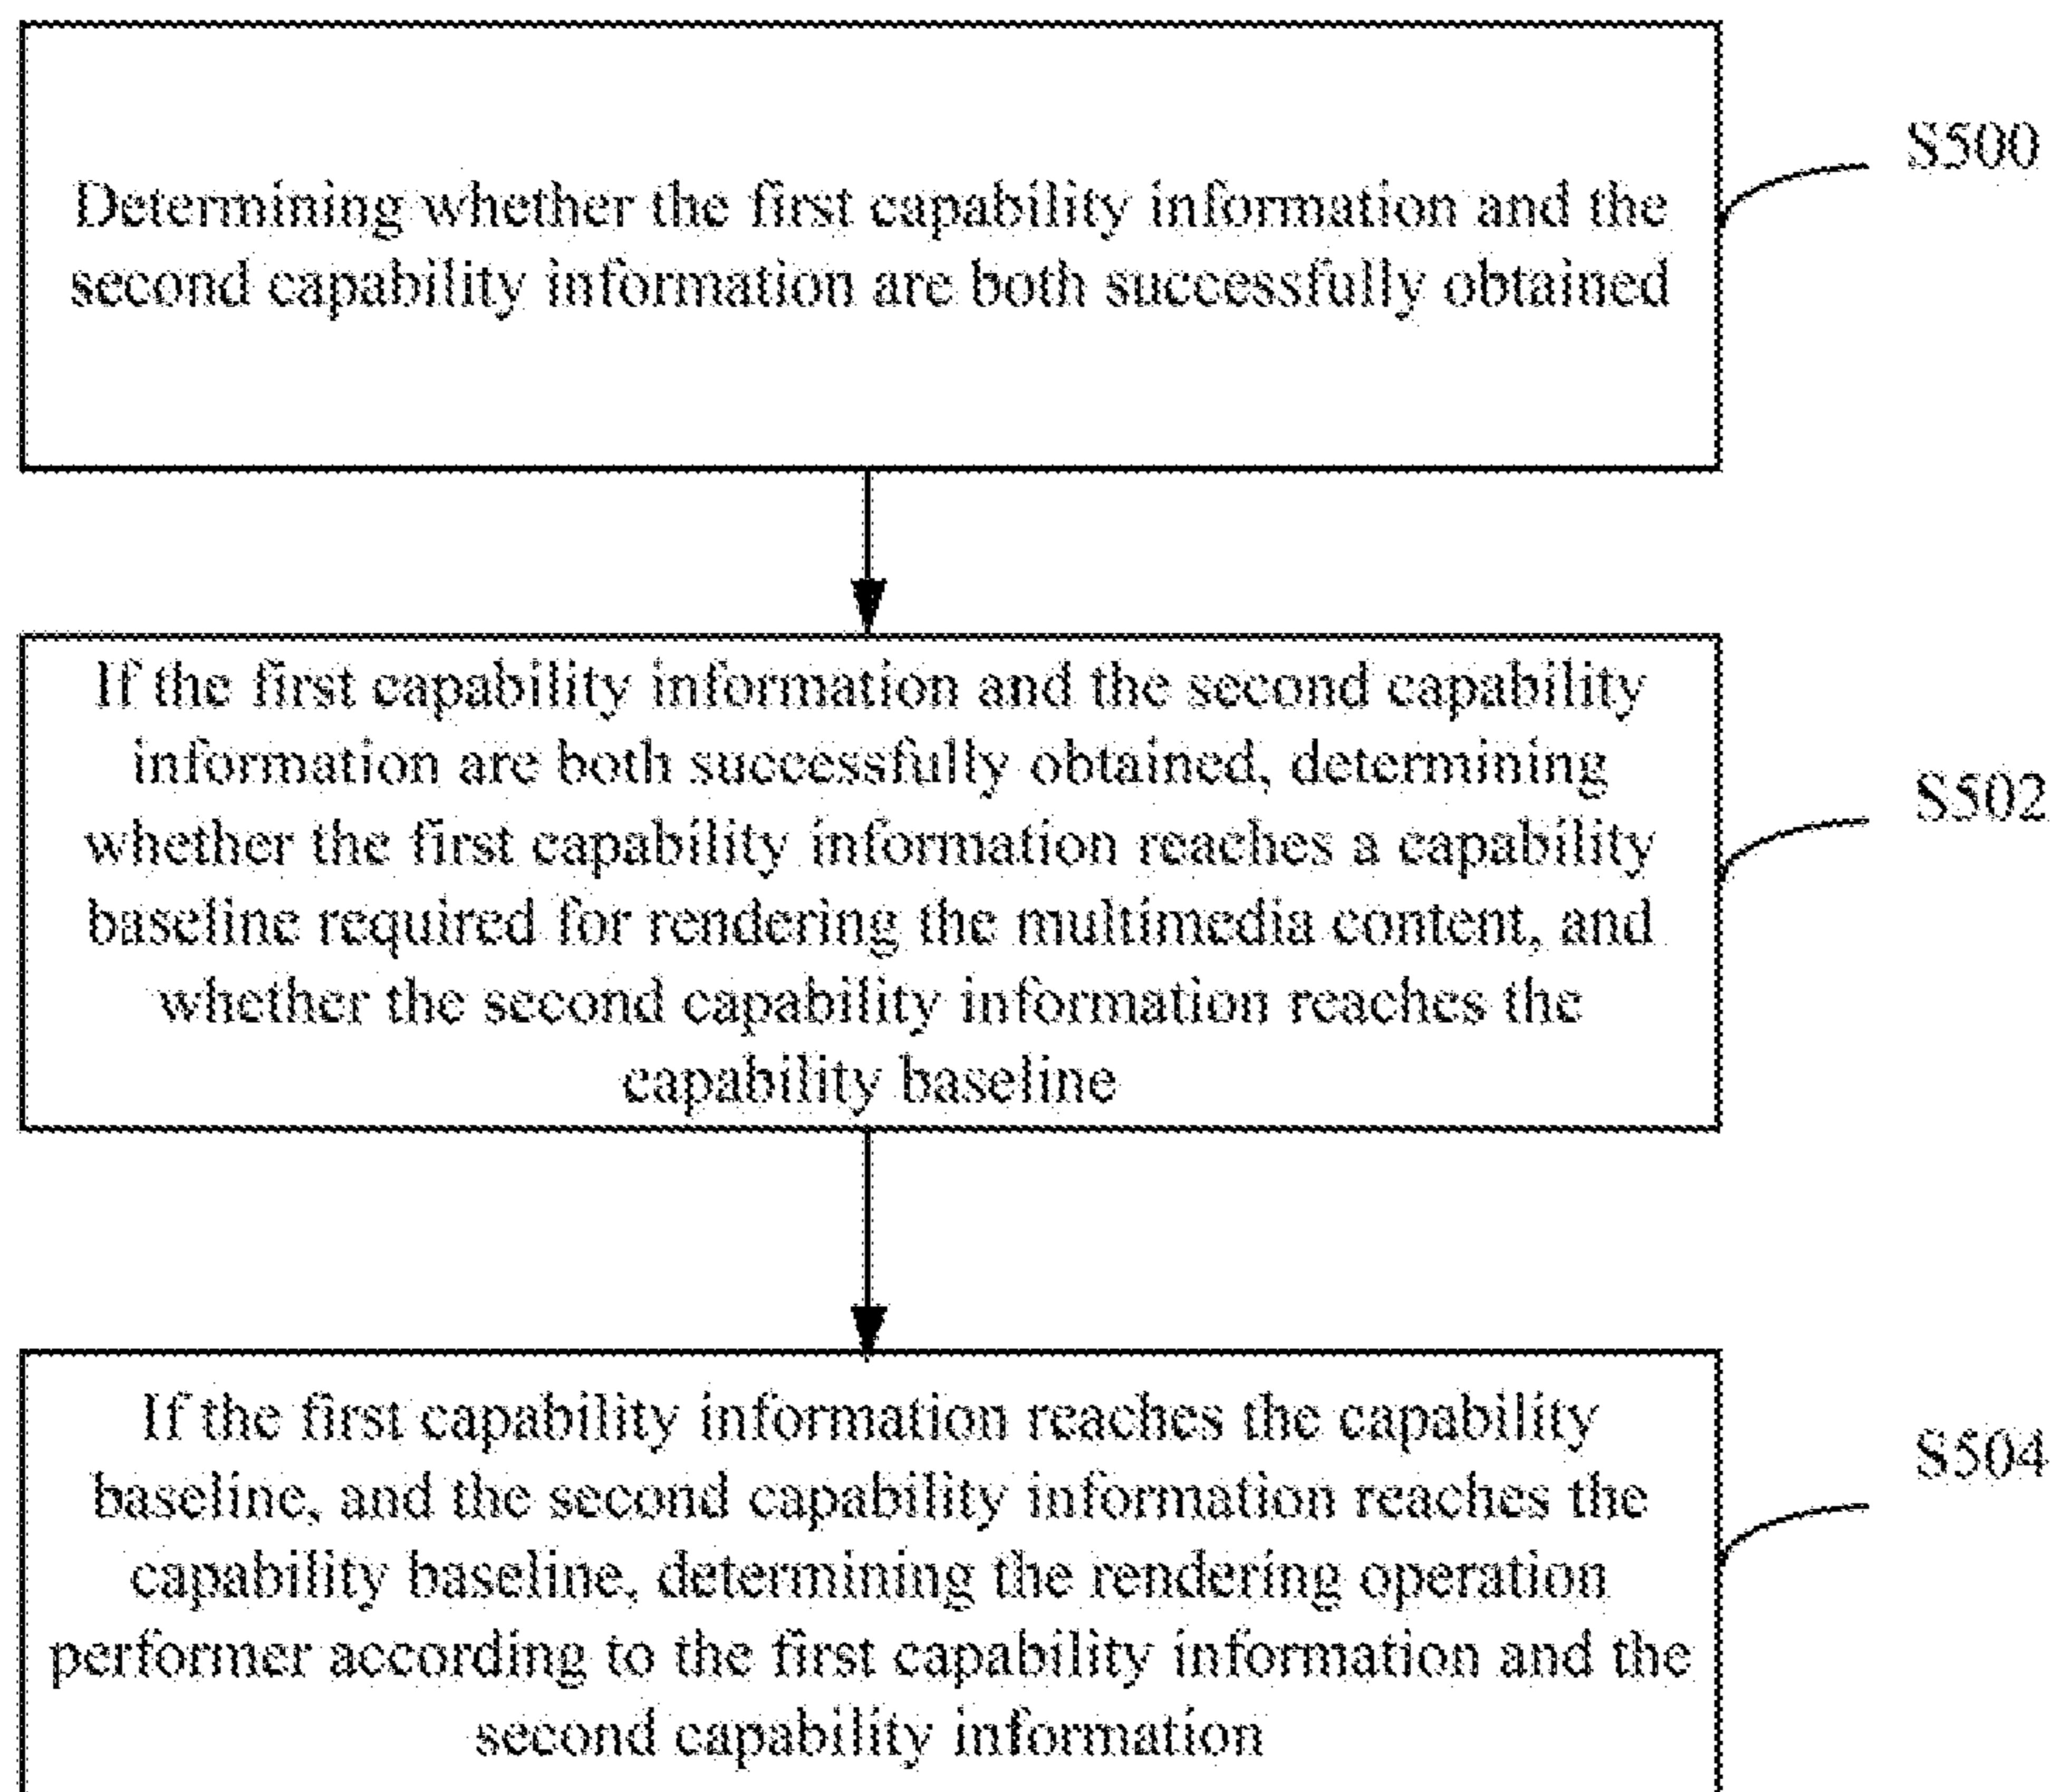 Determining whether the first capability information and the
second capability information are both successfully obtained
S500
If the first capability information and the second capability
information are both successfully obtained, determining
whether the first capability information reaches a capability
baseline required for rendering the multimedia content, and
whether the second capability information reaches the
capability baseline
S502
If the first capability information reaches the capability
baseline, and the second capability information reaches the
capability baseline, determining the rendering operation
performer according to the first capability information and the
second capability information
S504